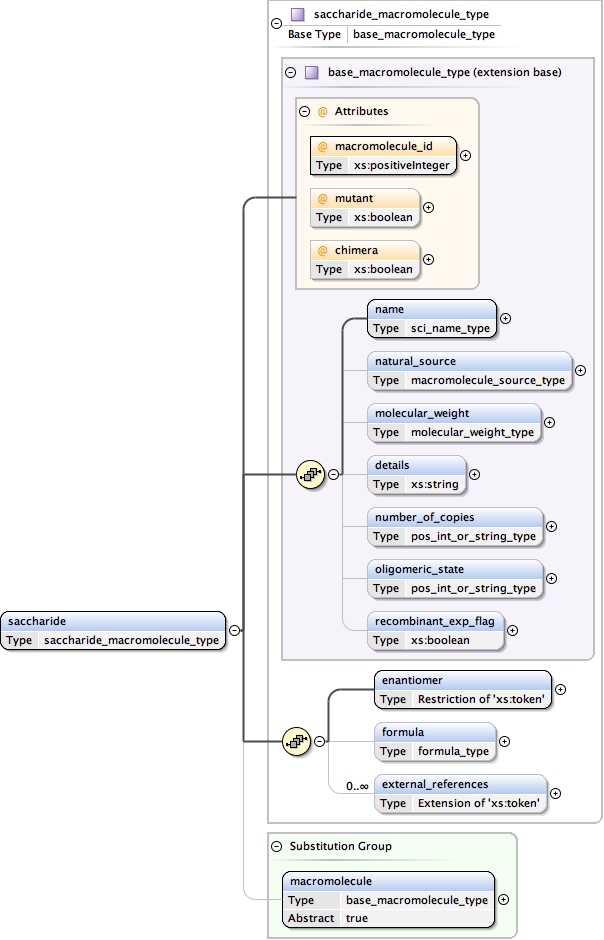 saccharide_macromolecule_type
Base Type base_macromolecule_type
base_macromolecule_type (extension base)
@ Attributes
@ macromolecule_id
Type xs:positiveInteger
@ mutant
Type xs:boolean
@ chimera
Type xs:boolean
name
Type sci_name_type
natural_source
Type macromolecule_source_type
molecular_weight
Type molecular_weight_type
details
Type xs:string
number_of_copies
Type pos_int_or_string_type
oligomeric_state
Type pos_int_or_string_type
recombinant_exp_flag
Type xs:boolean
saccharide
Type saccharide_macromolecule_type
enantiomer
Type Restriction of 'xs:token'
formula
Type formula_type
0..∞
external_references
Type Extension of 'xs:token'
Substitution Group
macromolecule
Type base_macromolecule_type
Abstract true